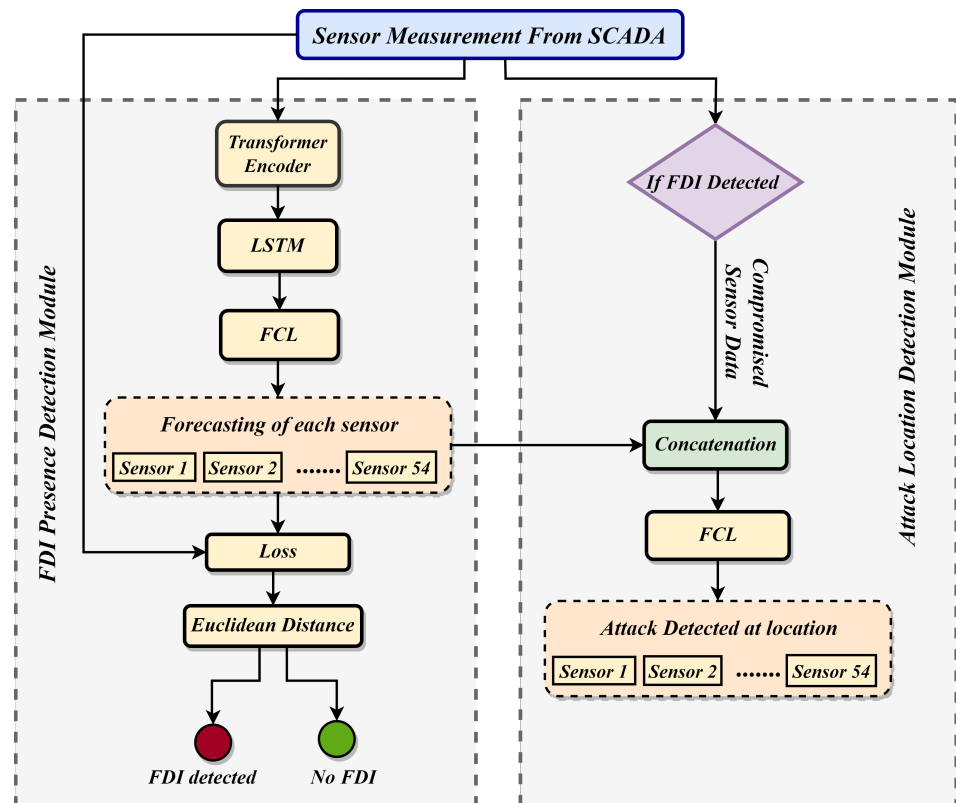 Sensor Measurement From SCADA
FDI Presence Detection Module
Transformer
Encoder
LSTM
FCL
Forecasting of each sensor
Sensor 1 Sensor 2 ........ Sensor 54
Loss
Euclidean Distance
FDI detected
No FDI
If FDI Detected
Compromised
Sensor Data
Concatenation
FCL
Attack Detected at location
Sensor 1 Sensor 2 ........ Sensor 54
Attack Location Detection Module